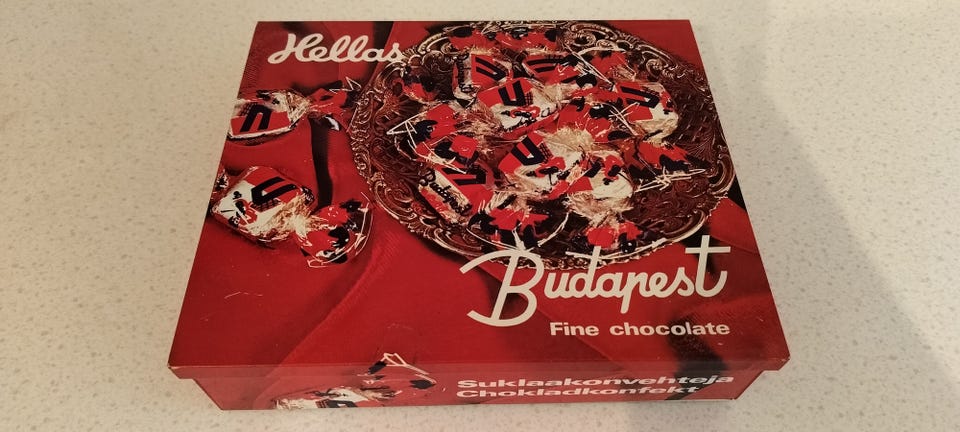 Hellas
Budapest
Fine chocolate
Suklaakonvehteja
Chokladkonfekt